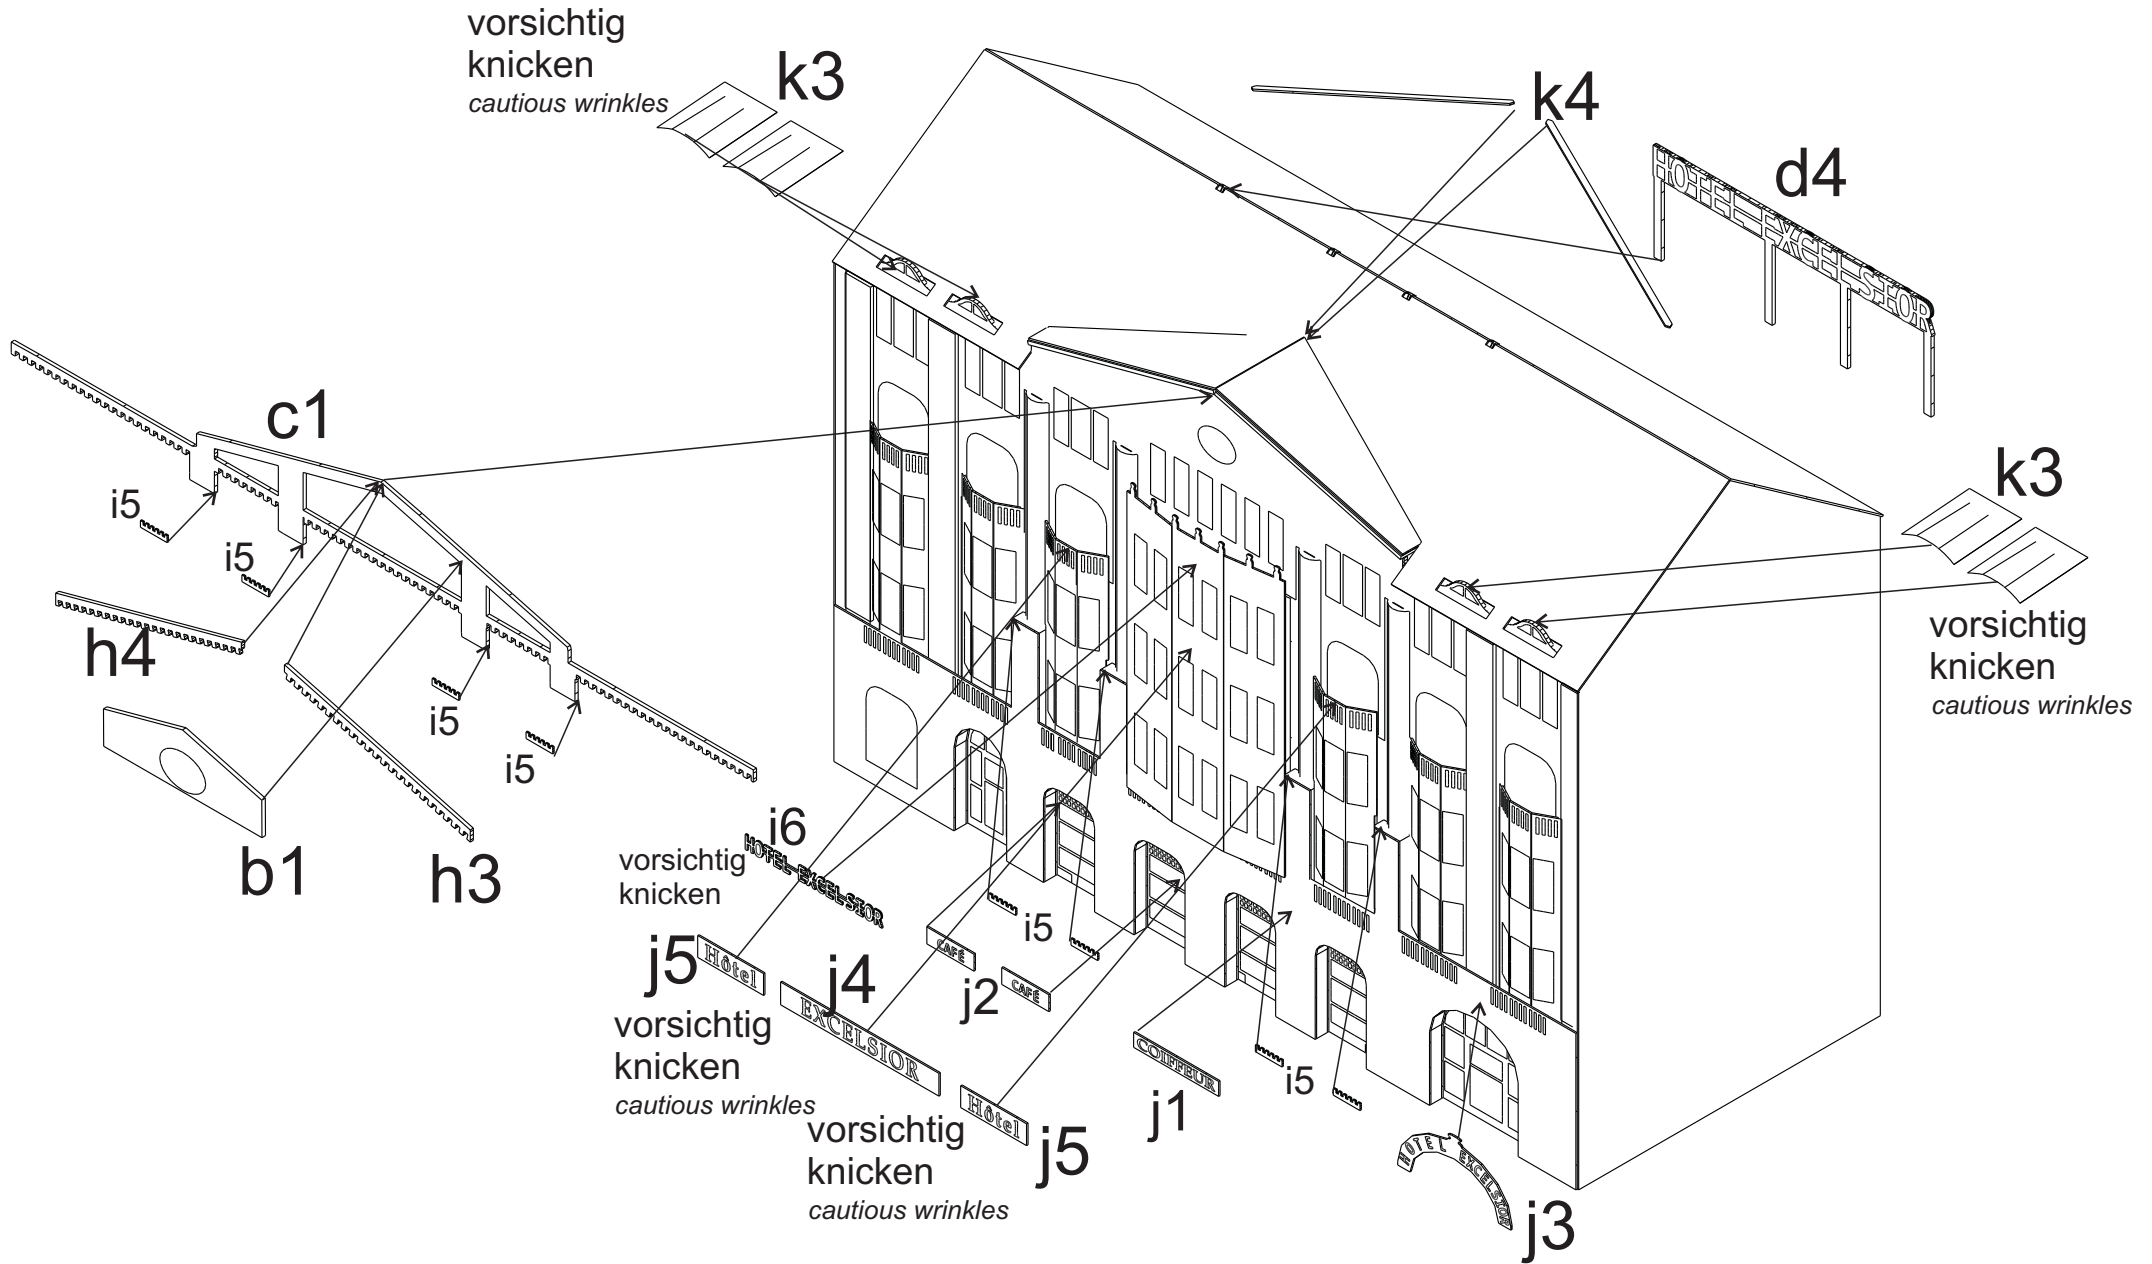 vorsichtig
knicken
cautious wrinkles
k3
k4
HOTEL EXCELSIOR
d4
c1
i5
i5
h4
i5
i5
b1
h3
k3
vorsichtig
knicken
cautious wrinkles
i6
HOTEL EXCELSIOR
vorsichtig
knicken
j5
Hôtel
vorsichtig
knicken
cautious wrinkles
j4
EXCELSIOR
CAFÉ
j2
CAFÉ
i5
vorsichtig
knicken
cautious wrinkles
Hôtel
j5
COIFFEUR
j1
i5
HOTEL EXCELSIOR
j3